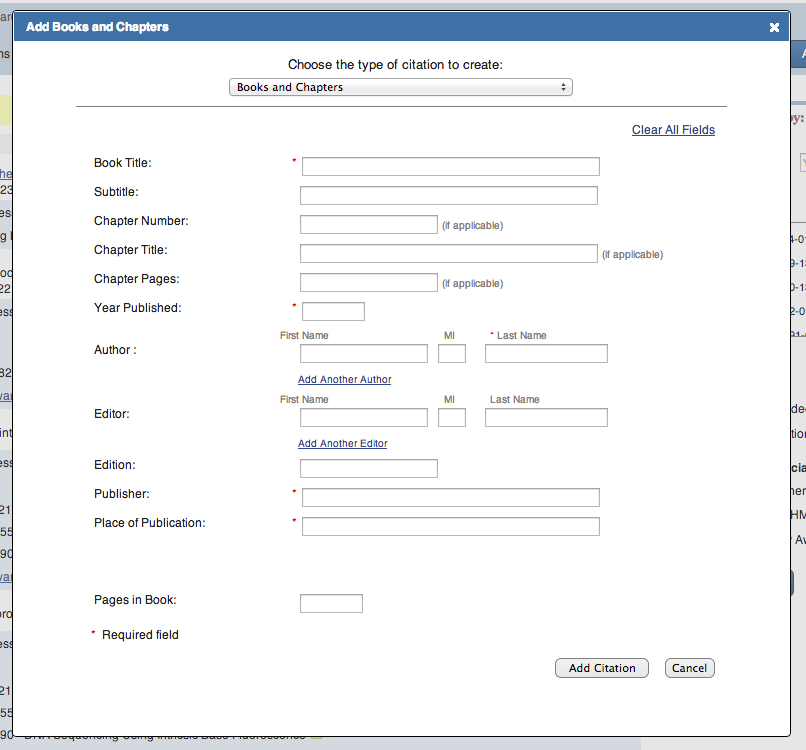 Add Books and Chapters
Choose the type of citation to create:
Books and Chapters
Clear All Fields
Book Title: *
Subtitle:
Chapter Number: (if applicable)
Chapter Title: (if applicable)
Chapter Pages: (if applicable)
Year Published: *
First Name MI * Last Name
Author :
Add Another Author
First Name MI Last Name
Editor:
Add Another Editor
Edition:
Publisher: *
Place of Publication: *
Pages in Book:
* Required field
Add Citation Cancel